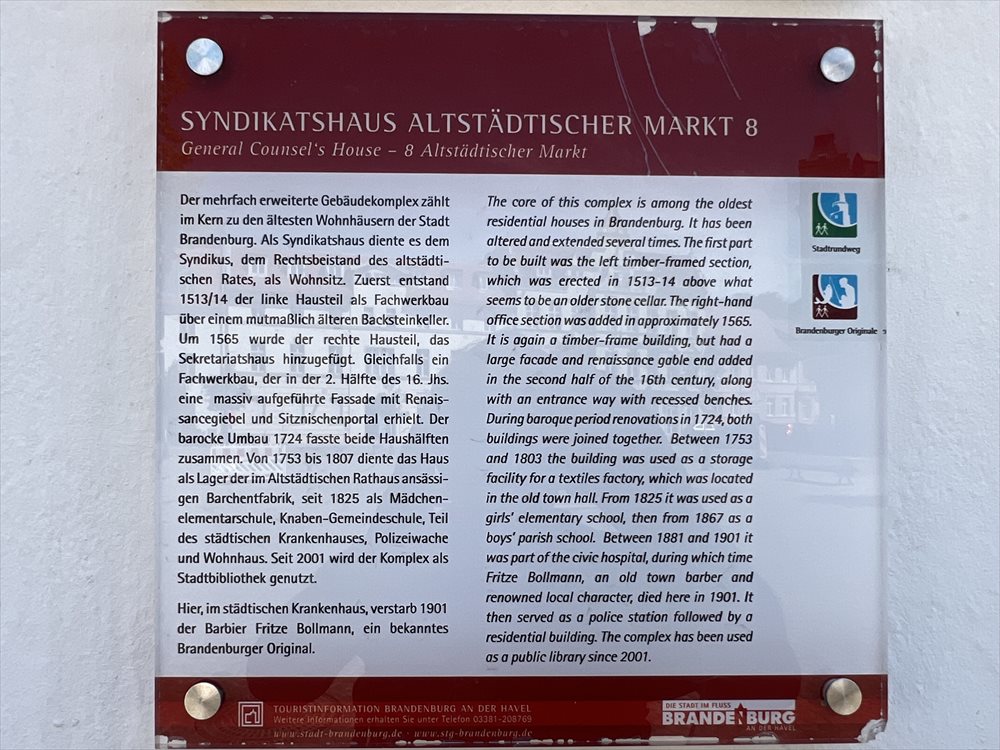 SYNDIKATSHAUS ALTSTÄDTISCHER MARKT 8
General Counsel's House – 8 Altstädtischer Markt
Der mehrfach erweiterte Gebäudekomplex zählt
im Kern zu den ältesten Wohnhäusern der Stadt
Brandenburg. Als Syndikatshaus diente es dem
Syndikus, dem Rechtsbeistand des altstädti-
schen Rates, als Wohnsitz. Zuerst entstand
1513/14 der linke Hausteil als Fachwerkbau
über einem mutmaßlich älteren Backsteinkeller.
Um 1565 wurde der rechte Hausteil, das
Sekretariatshaus hinzugefügt. Gleichfalls ein
Fachwerkbau, der in der 2. Hälfte des 16. Jhs.
eine massiv aufgeführte Fassade mit Renais-
sancegiebel und Sitznischenportal erhielt. Der
barocke Umbau 1724 fasste beide Haushälften
zusammen. Von 1753 bis 1807 diente das Haus
als Lager der im Altstädtischen Rathaus ansässi-
gen Barchentfabrik, seit 1825 als Mädchen-
elementarschule, Knaben-Gemeindeschule, Teil
des städtischen Krankenhauses, Polizeiwache
und Wohnhaus. Seit 2001 wird der Komplex als
Stadtbibliothek genutzt.
Hier, im städtischen Krankenhaus, verstarb 1901
der Barbier Fritze Bollmann, ein bekanntes
Brandenburger Original.
The core of this complex is among the oldest
residential houses in Brandenburg. It has been
altered and extended several times. The first part
to be built was the left timber-framed section,
which was erected in 1513-14 above what
seems to be an older stone cellar. The right-hand
office section was added in approximately 1565.
It is again a timber-frame building, but had a
large facade and renaissance gable end added
in the second half of the 16th century, along
with an entrance way with recessed benches.
During baroque period renovations in 1724, both
buildings were joined together. Between 1753
and 1803 the building was used as a storage
facility for a textiles factory, which was located
in the old town hall. From 1825 it was used as a
girls' elementary school, then from 1867 as a
boys' parish school. Between 1881 and 1901 it
was part of the civic hospital, during which time
Fritze Bollmann, an old town barber and
renowned local character, died here in 1901. It
then served as a police station followed by a
residential building. The complex has been used
as a public library since 2001.
Stadtrundweg
Brandenburger Originale
TOURISTINFORMATION BRANDENBURG AN DER HAVEL
Weitere Informationen erhalten Sie unter Telefon 03381-208769
www.stadt-brandenburg.de · www.stg-brandenburg.de
DIE STADT IM FLUSS
BRANDENBURG
AN DER HAVEL